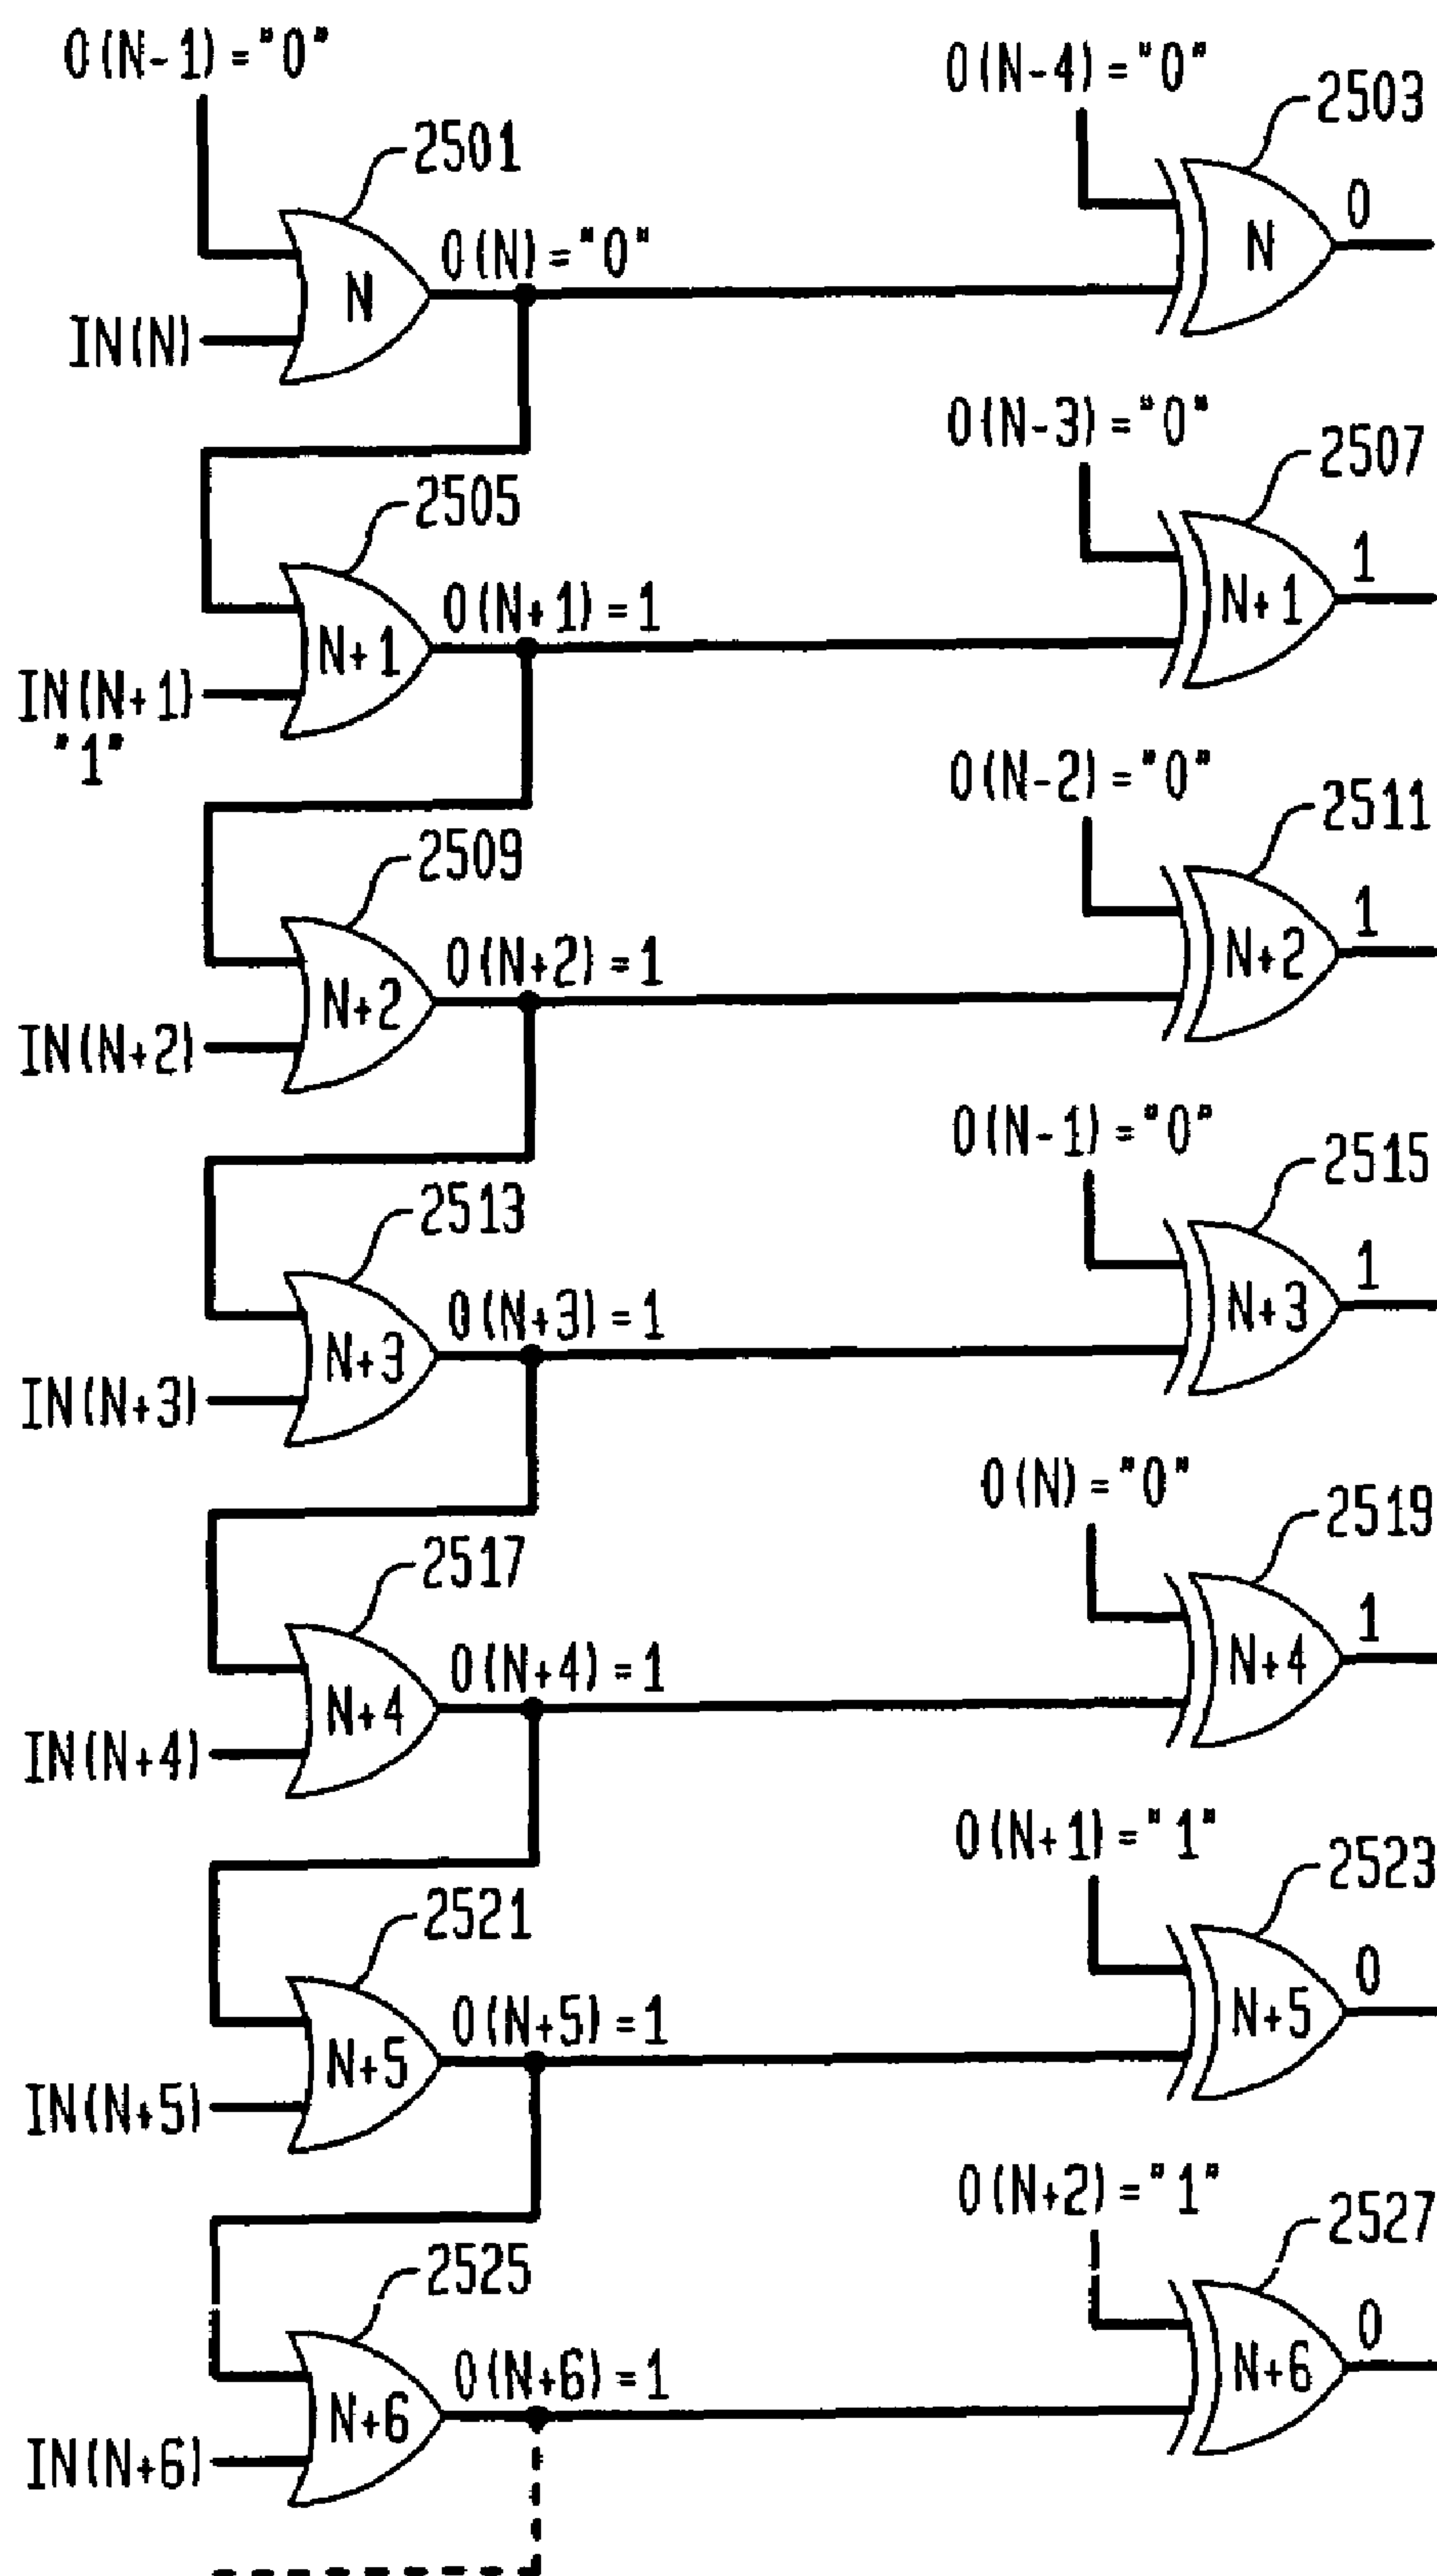 O(N-1)="0"
O(N-4)="0"
2503
2501
0
O(N)="0"
N
N
IN(N)
O(N-3)="0"
2507
2505
1
O(N+1)=1
N+1
N+1
IN(N+1)
"1"
O(N-2)="0"
2511
2509
1
O(N+2)=1
N+2
N+2
IN(N+2)
O(N-1)="0"
2515
2513
1
O(N+3)=1
N+3
N+3
IN(N+3)
O(N)="0"
2519
2517
1
O(N+4)=1
N+4
N+4
IN(N+4)
O(N+1)="1"
2523
2521
0
O(N+5)=1
N+5
N+5
IN(N+5)
O(N+2)="1"
2527
2525
0
O(N+6)=1
N+6
N+6
IN(N+6)